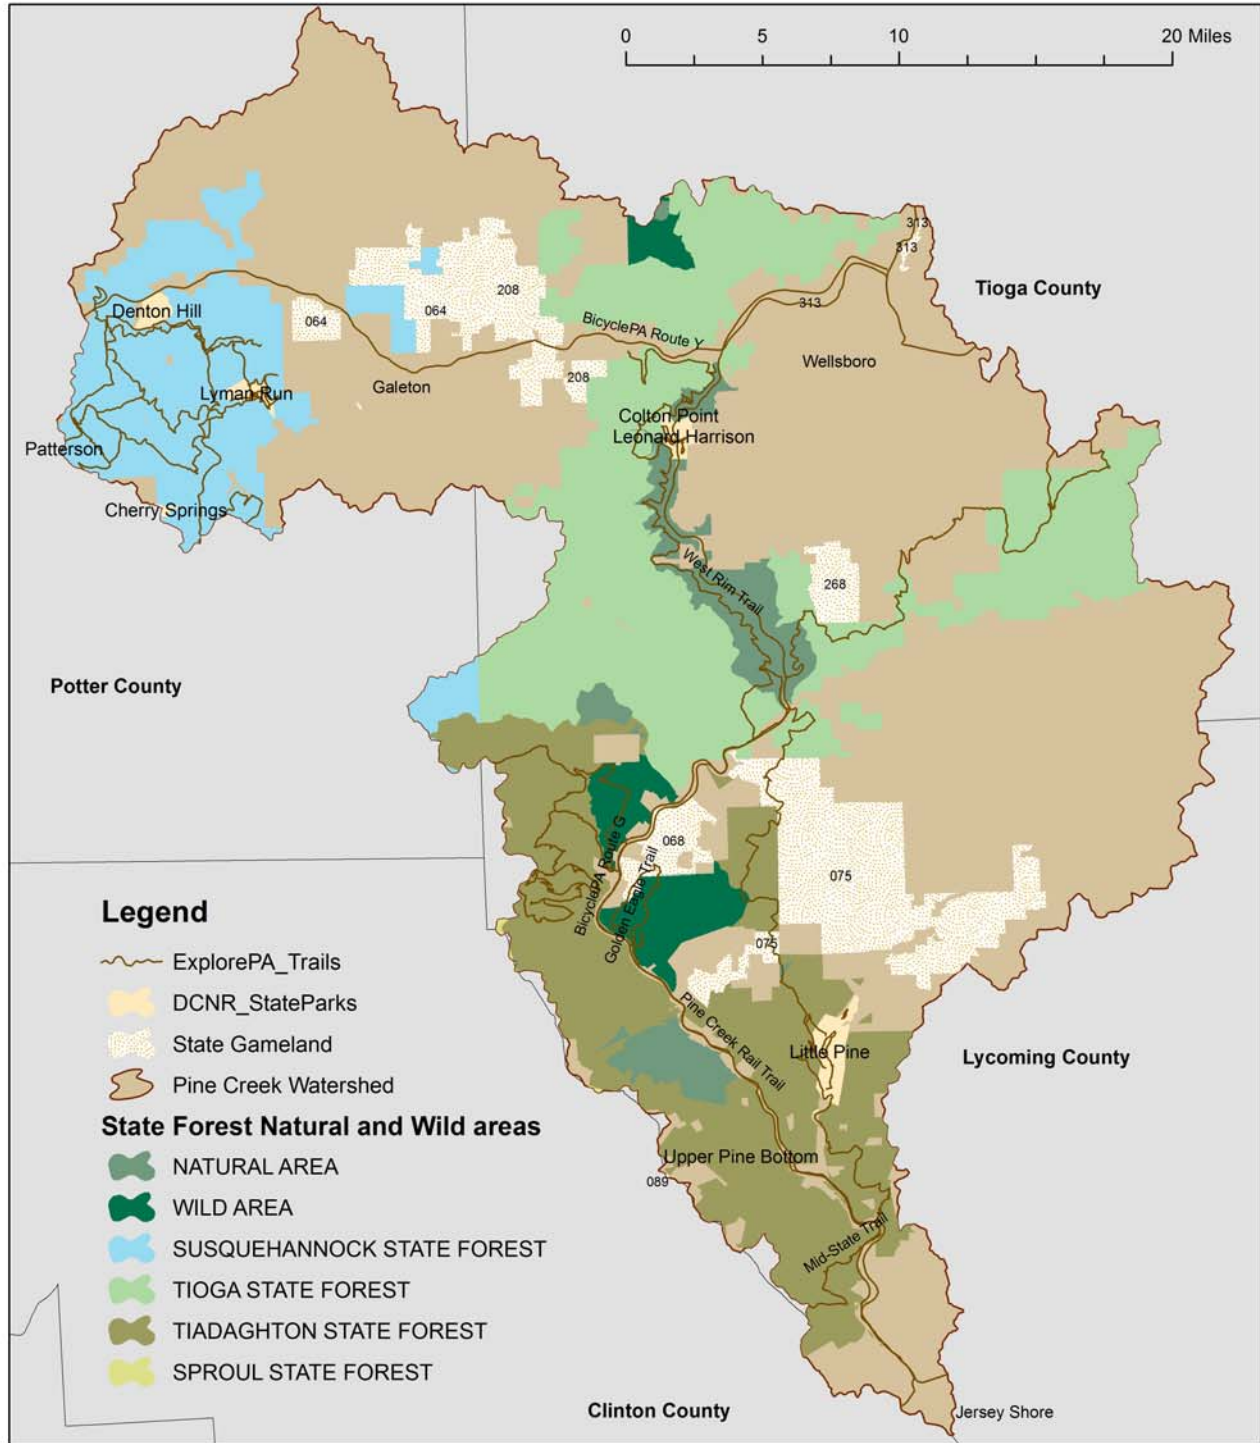 0 5 10 20 Miles
313
313
Tioga County
208
Denton Hill
064
064
313
BicyclePA Route Y
Wellsboro
208
Galeton
Lyman Run
Colton Point
Leonard Harrison
Patterson
Cherry Springs
West Rim Trail
268
Potter County
068
BicyclePA Route G
Golden Eagle Trail
075
075
Pine Creek Rail Trail
Little Pine
Lycoming County
Upper Pine Bottom
089
Mid-State Trail
Clinton County
Jersey Shore
Legend
ExplorePA_Trails
DCNR_StateParks
State Gameland
Pine Creek Watershed
State Forest Natural and Wild areas
NATURAL AREA
WILD AREA
SUSQUEHANNOCK STATE FOREST
TIOGA STATE FOREST
TIADAGHTON STATE FOREST
SPROUL STATE FOREST